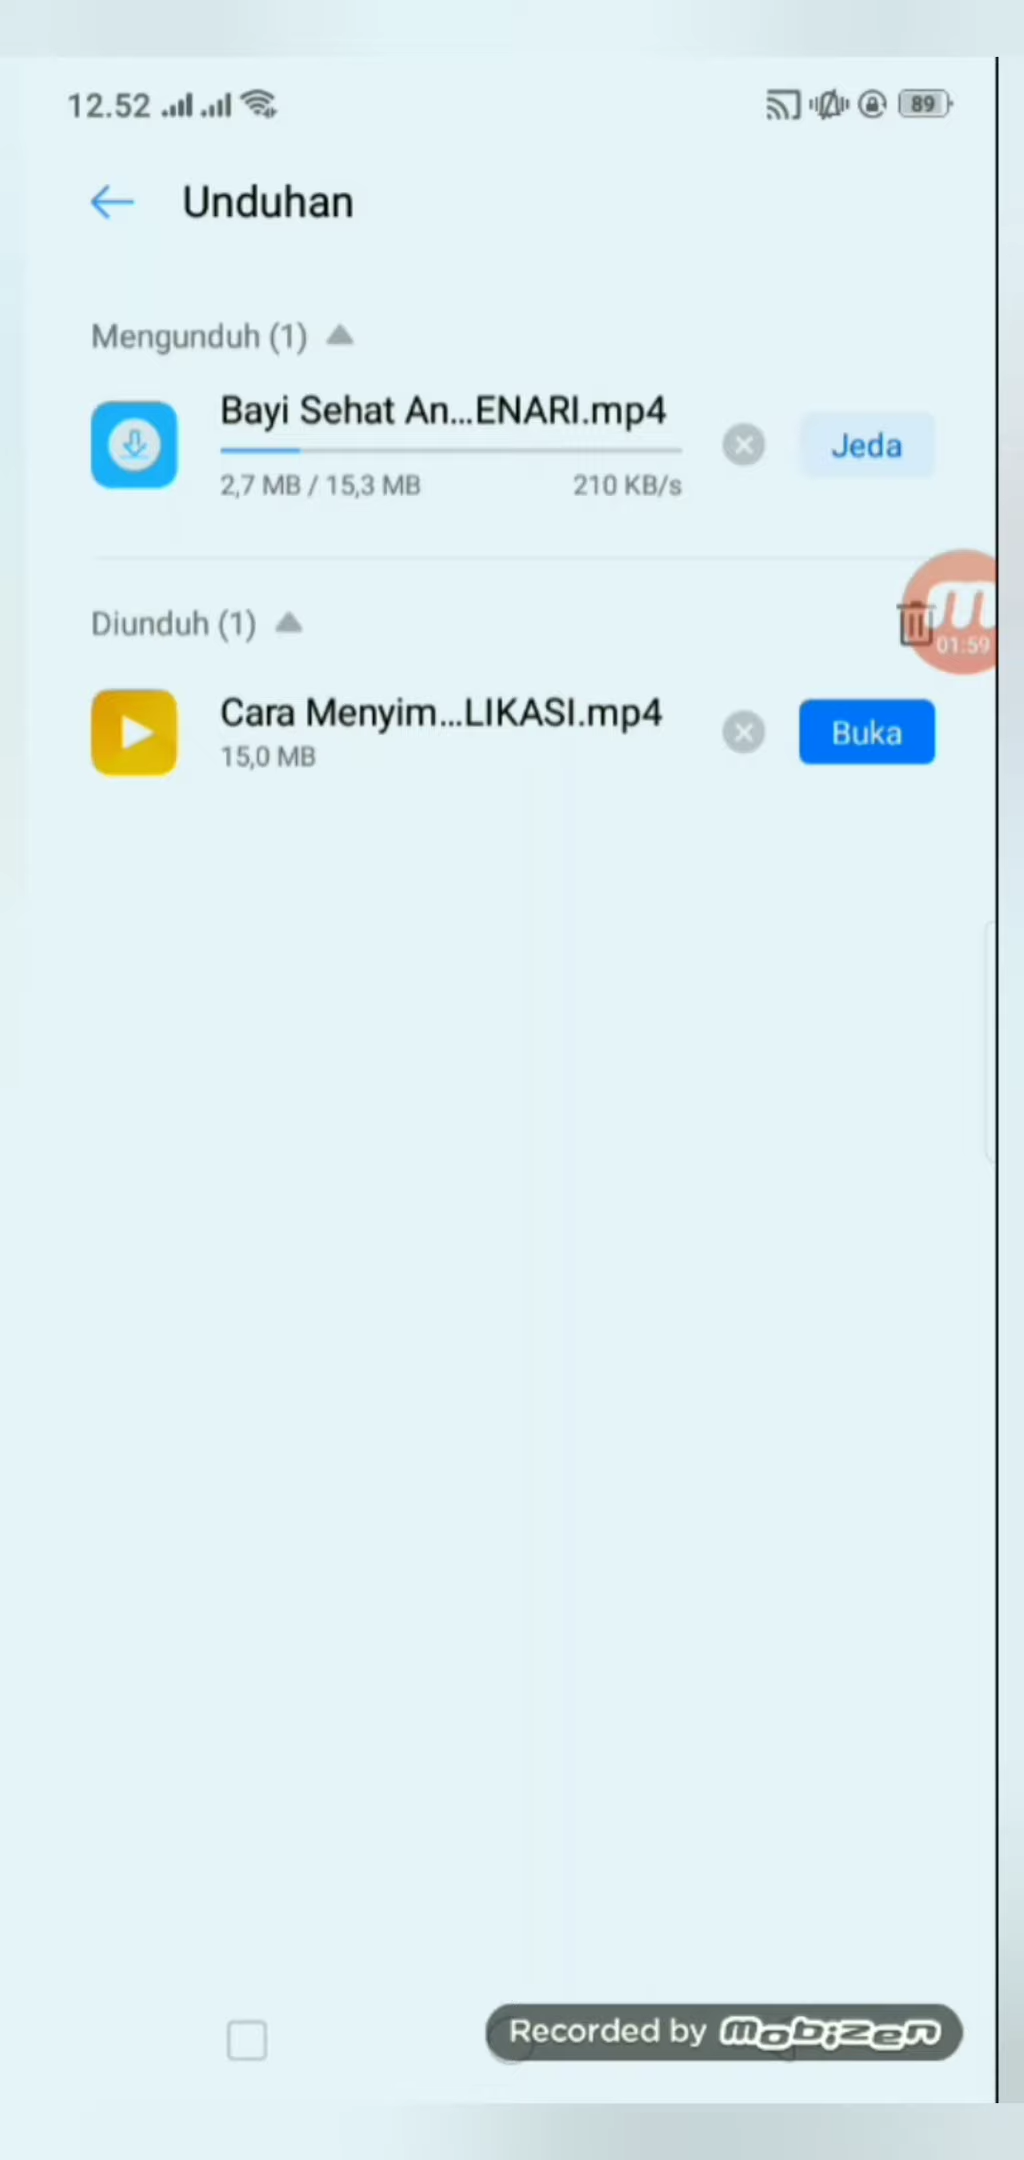 12.52
89
Unduhan
Mengunduh (1)
Bayi Sehat An...ENARI.mp4
2,7 MB / 15,3 MB
210 KB/s
Jeda
Diunduh (1)
01:59
Cara Menyim...LIKASI.mp4
15,0 MB
Buka
Recorded by mobizen